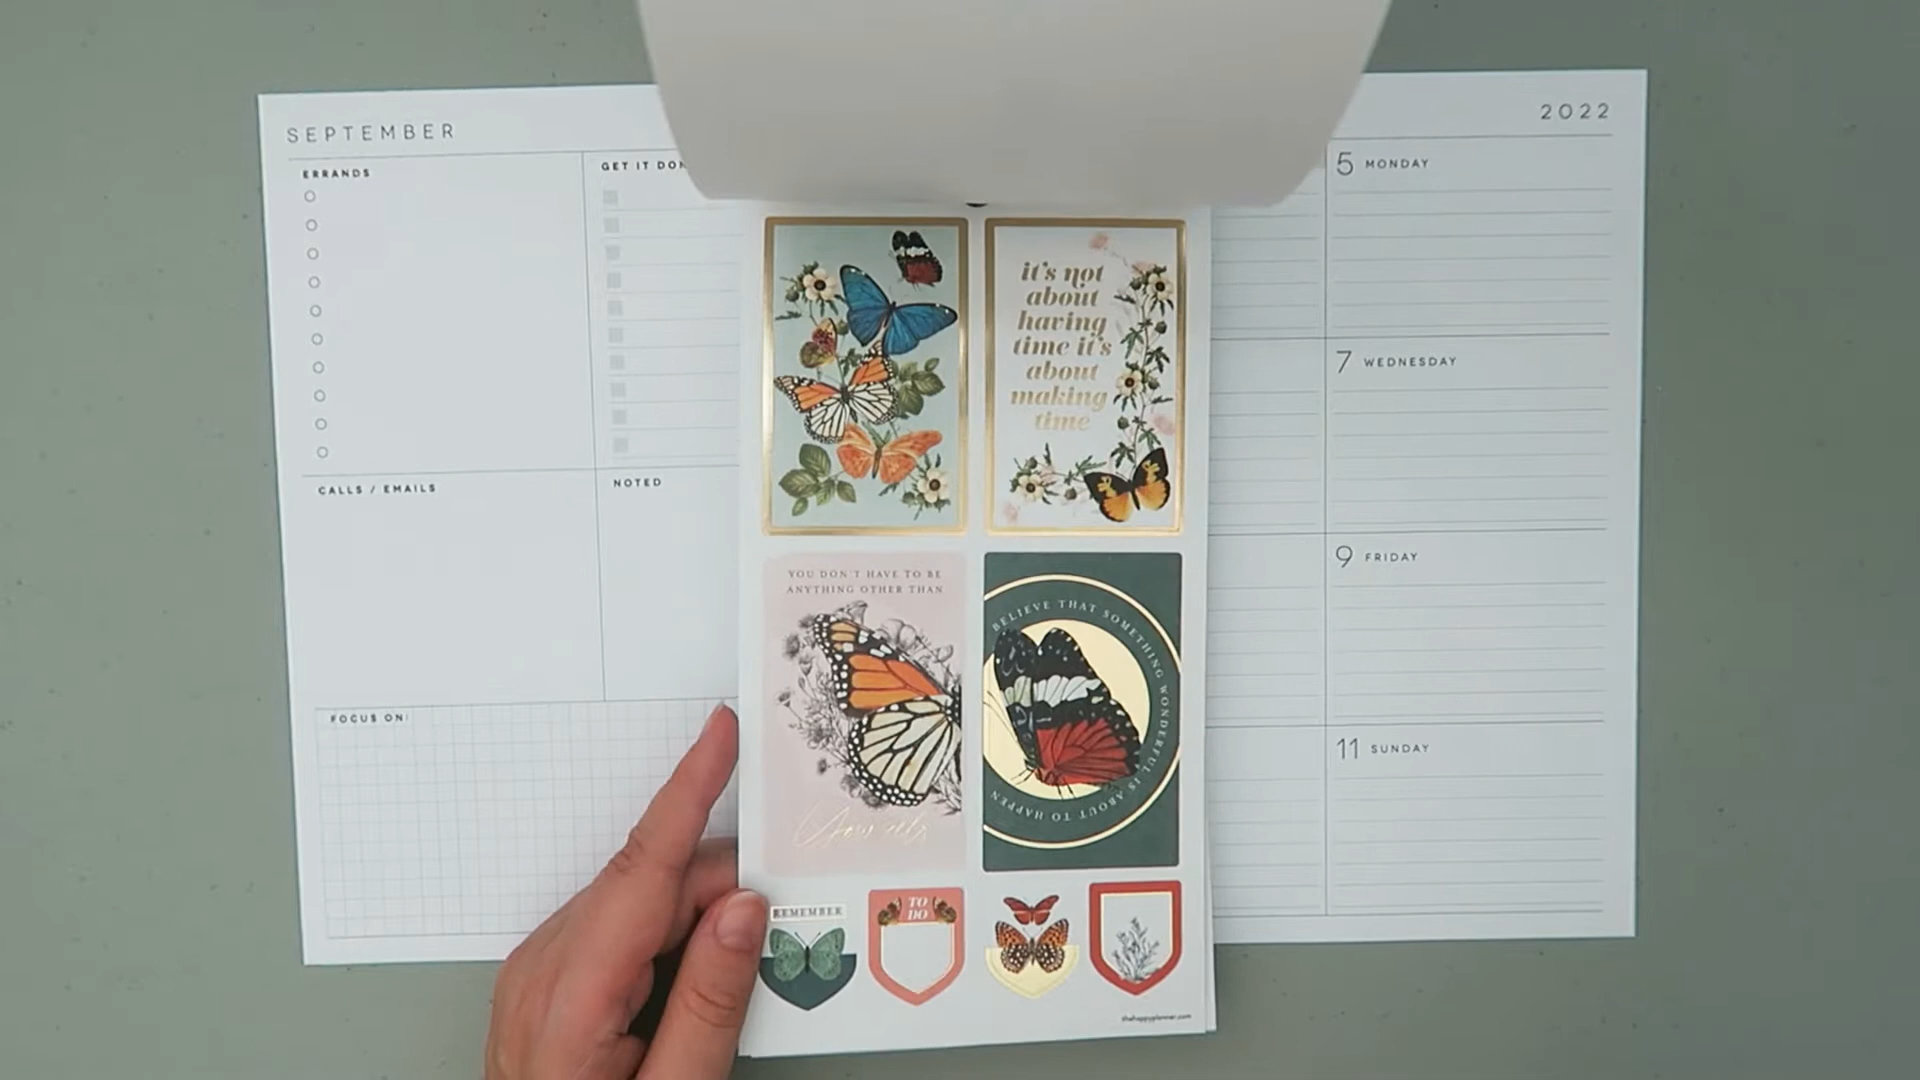 SEPTEMBER
2022
ERRANDS
GET IT DON
CALLS / EMAILS
NOTED
FOCUS ON:
it's not
about
having
time it's
about
making
time
YOU DON'T HAVE TO BE
ANYTHING OTHER THAN
BELIEVE THAT SOMETHING WONDERFUL IS ABOUT TO HAPPEN
REMEMBER
TO
DO
thehappyplanner.com
5 MONDAY
7 WEDNESDAY
9 FRIDAY
11 SUNDAY